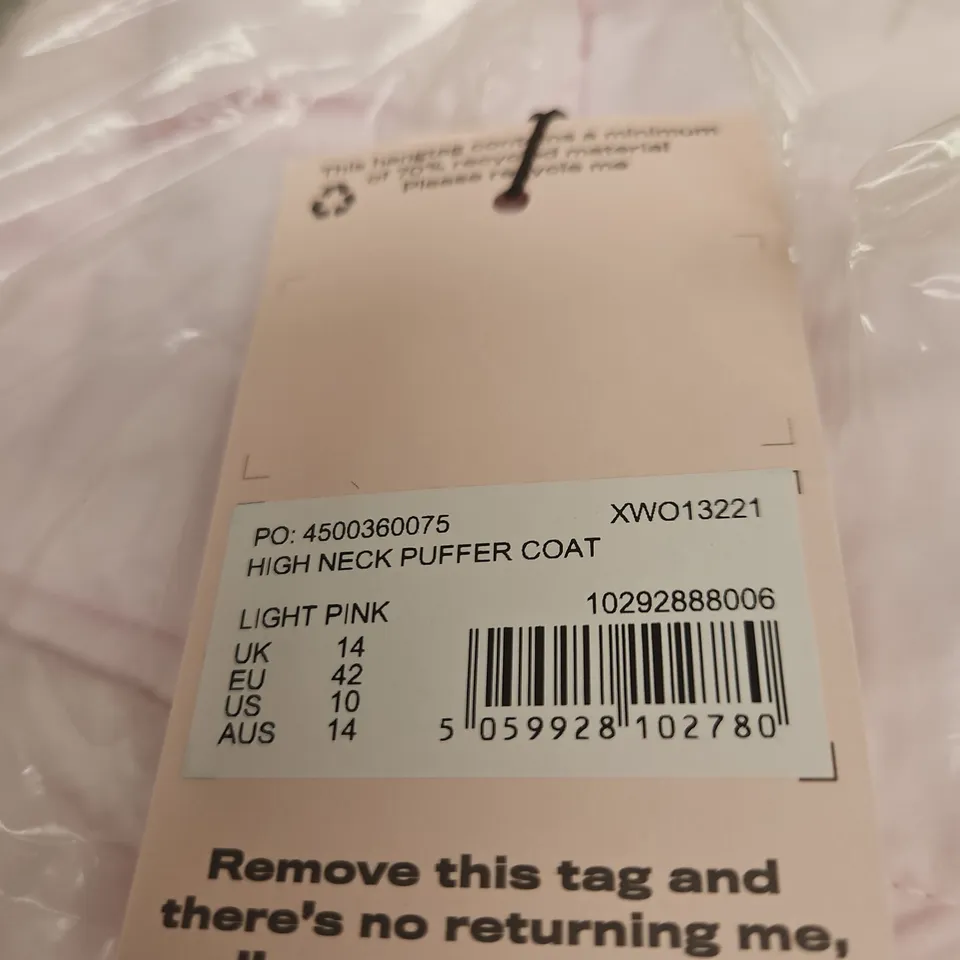 This hangtag contains a minimum
of 70% recycled material
Please recycle me
PO: 4500360075
XWO13221
HIGH NECK PUFFER COAT
LIGHT PINK
10292888006
UK 14
EU 42
US 10
AUS 14
5 059928 102780
Remove this tag and
there's no returning me,